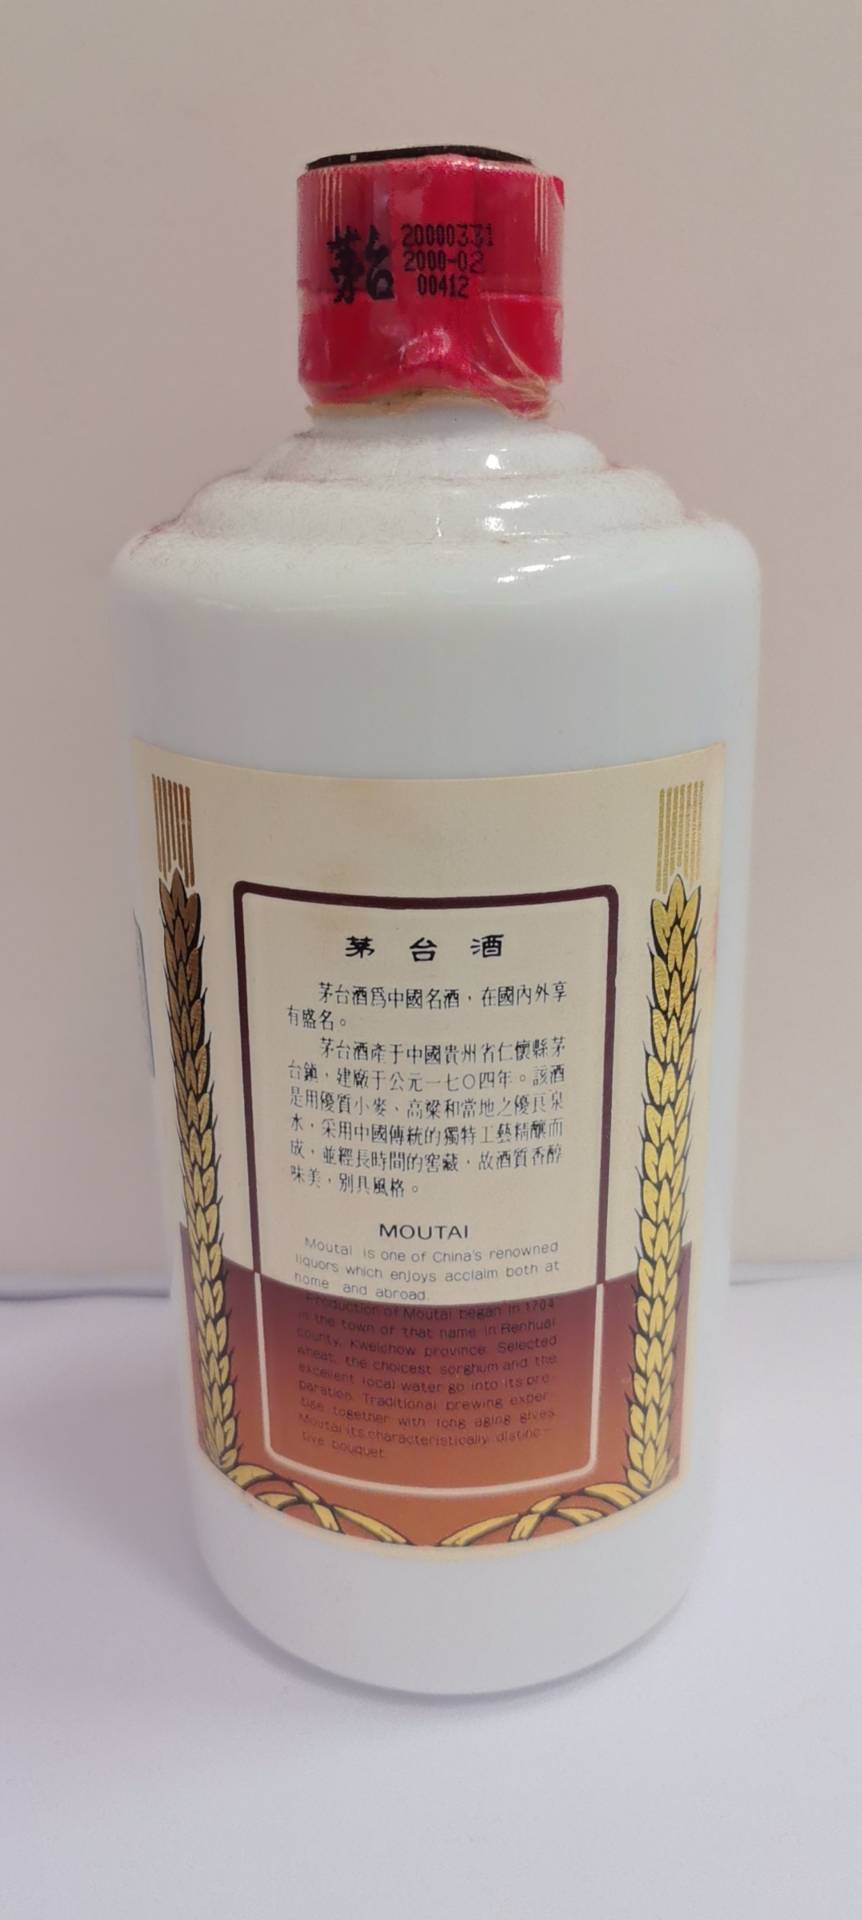 茅台
20000331
2000-02
00412
茅台酒
茅台酒爲中國名酒，在國内外享
有盛名。
茅台酒產于中國貴州省仁懷縣茅
台鎮，建廠于公元一七〇四年。該酒
是用優質小麥、高粱和當地之優良泉
水，采用中國傳統的獨特工藝精釀而
成，並經長時間的窖藏，故酒質香醇
味美，別具風格。
MOUTAI
Moutai is one of China's renowned
liquors which enjoys acclaim both at
home and abroad.
Production of Moutai began in 1704
in the town of that name in Renhuai
county, Kweichow province. Selected
wheat, the choicest sorghum and the
excellent local water go into its pre-
paration. Traditional brewing exper-
tise together with long aging gives
Moutai its characteristically distinc-
tive bouquet